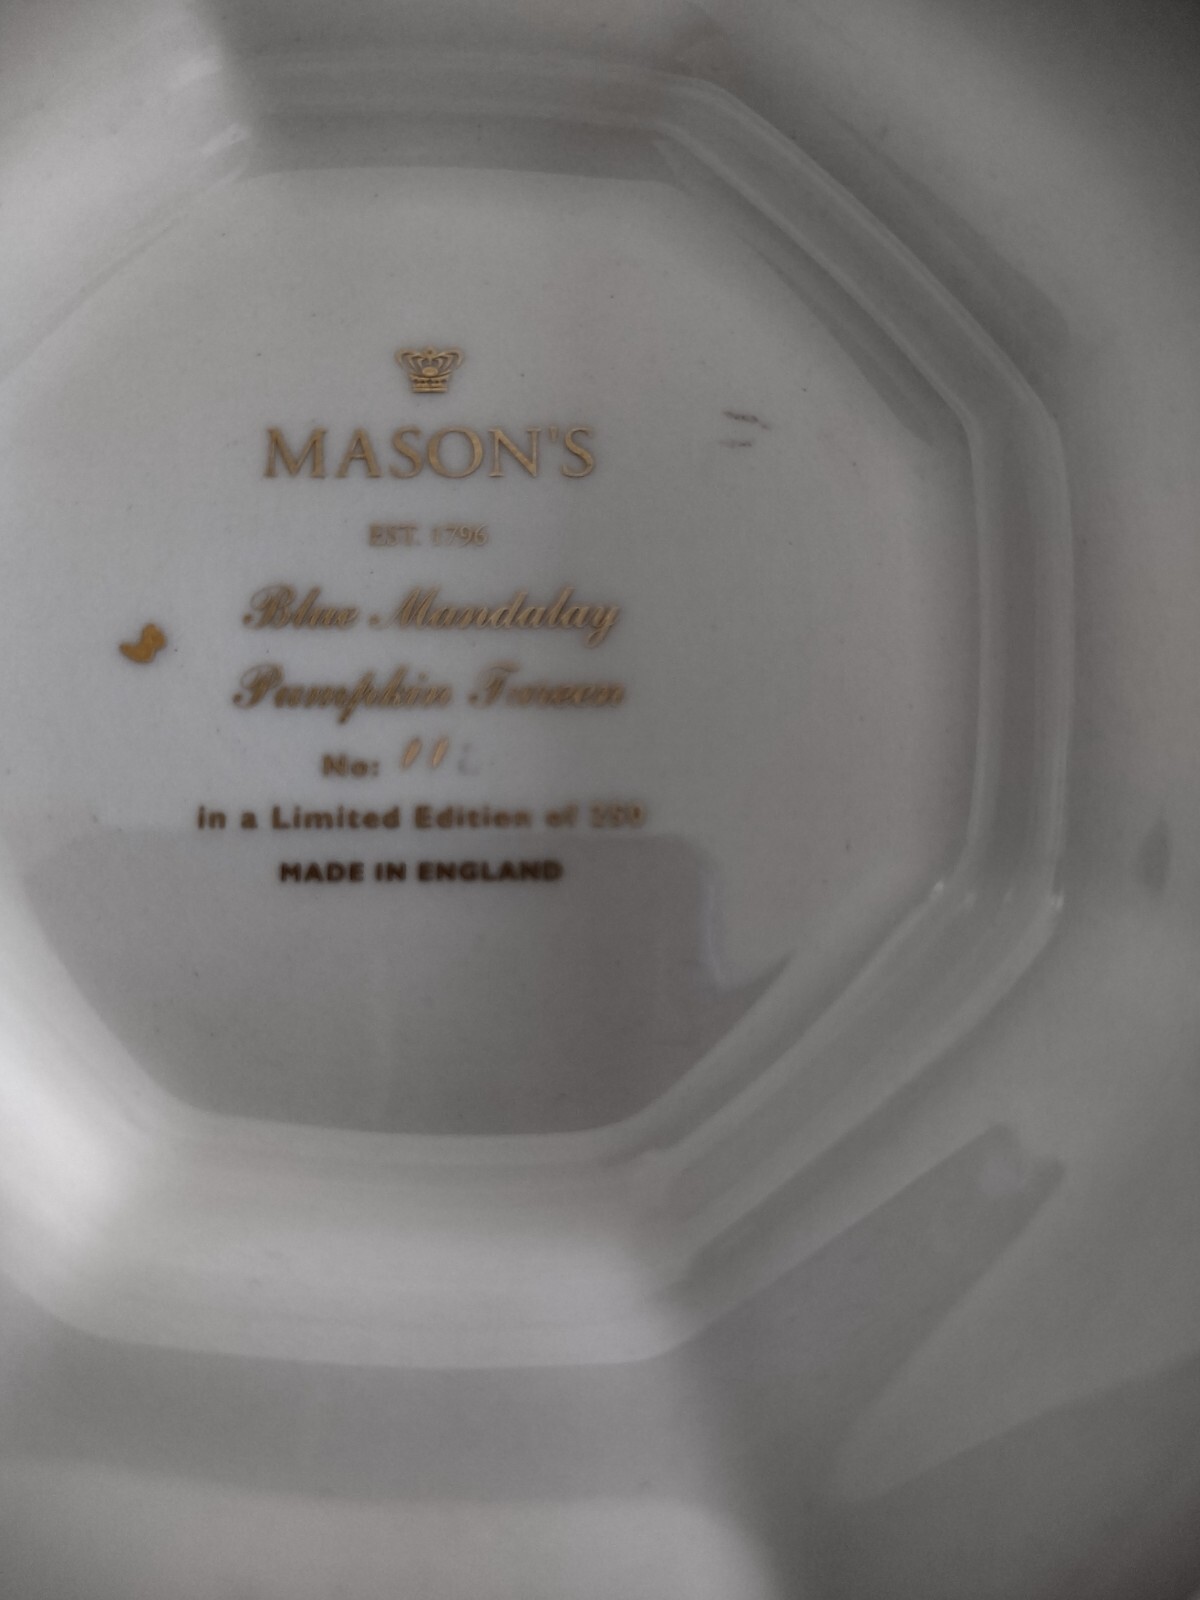 MASON'S
EST. 1796
Blue Mandalay
Pumpkin Tureen
No:
in a Limited Edition of
MADE IN ENGLAND